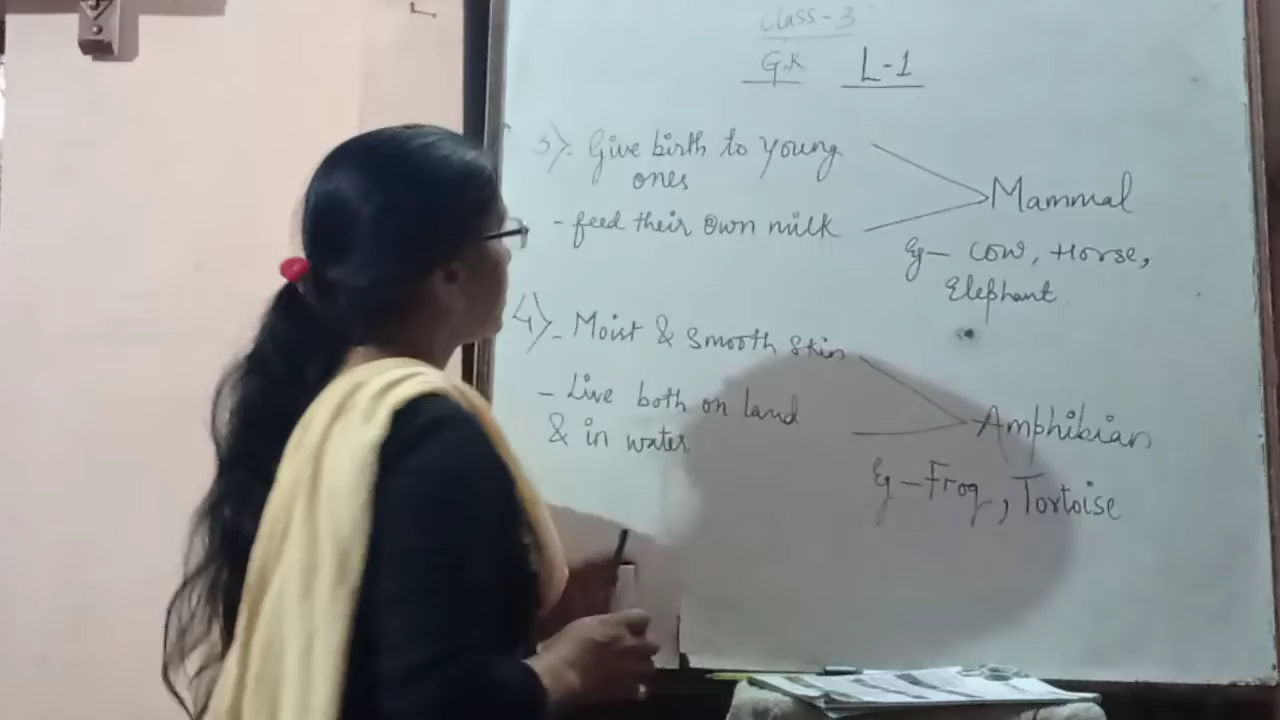 Class-3
G.K L-1
3). Give birth to young
ones
- feed their own milk
Mammal
Eg- Cow, Horse,
Elephant
4).- Moist & Smooth Skin
- Live both on land
& in water
Amphibian
Eg-Frog, Tortoise